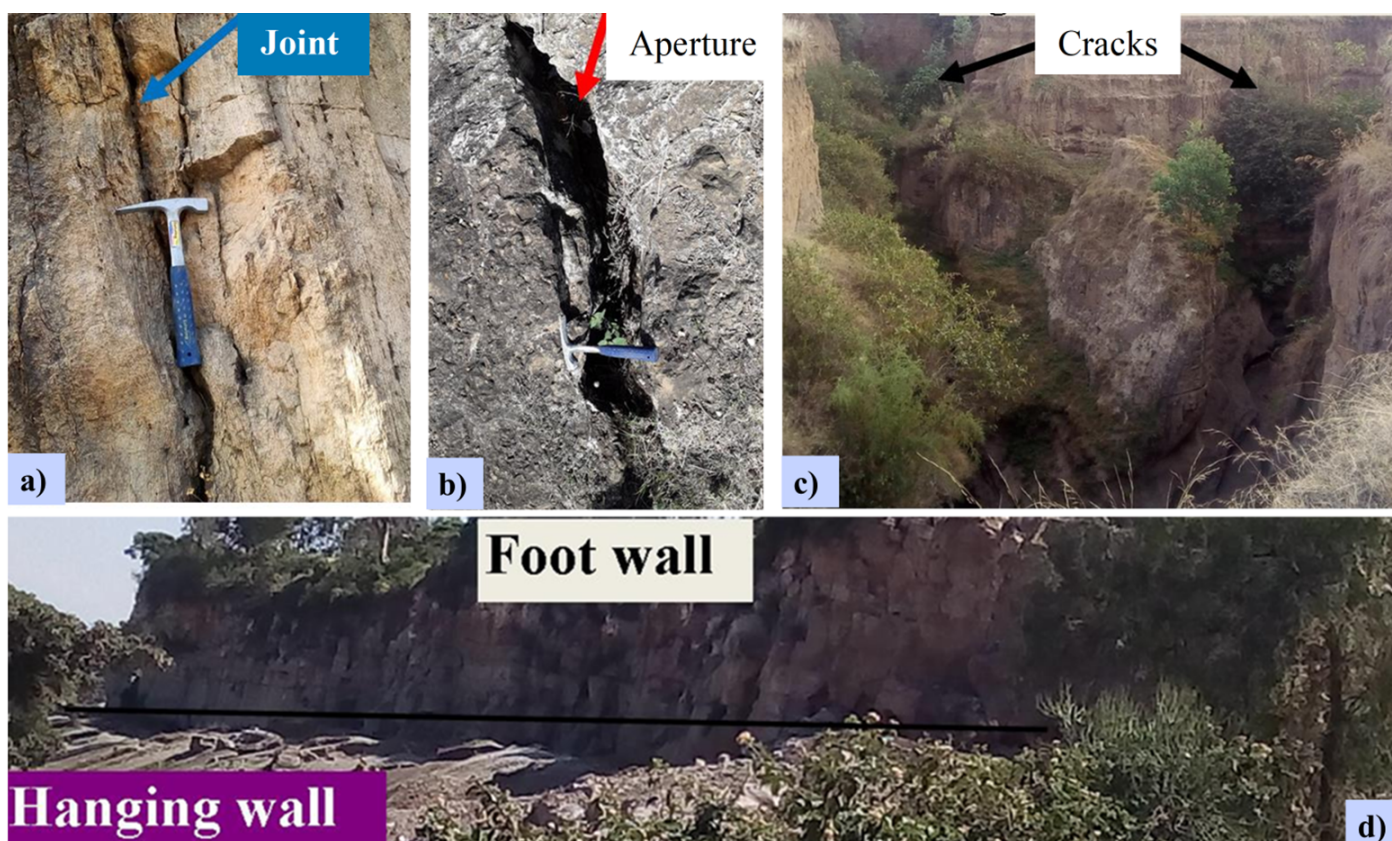 Joint
Aperture
Cracks
a)
b)
c)
Foot wall
Hanging wall
d)